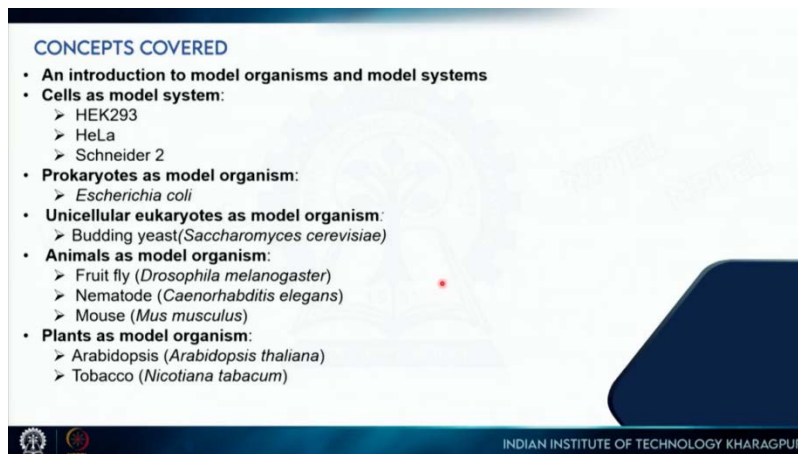 CONCEPTS COVERED
• An introduction to model organisms and model systems
• Cells as model system:
➢ HEK293
➢ HeLa
➢ Schneider 2
• Prokaryotes as model organism:
➢ Escherichia coli
• Unicellular eukaryotes as model organism:
➢ Budding yeast(Saccharomyces cerevisiae)
• Animals as model organism:
➢ Fruit fly (Drosophila melanogaster)
➢ Nematode (Caenorhabditis elegans)
➢ Mouse (Mus musculus)
• Plants as model organism:
➢ Arabidopsis (Arabidopsis thaliana)
➢ Tobacco (Nicotiana tabacum)
INDIAN INSTITUTE OF TECHNOLOGY KHARAGPUR